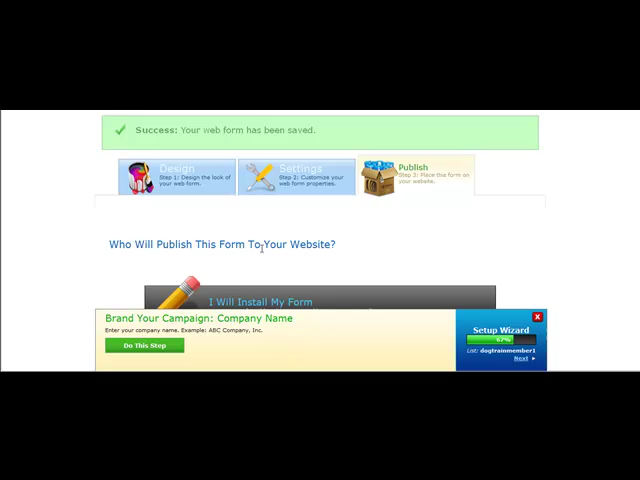 Success: Your web form has been saved.
Design
Step 1: Design the look of
your web form.
Settings
Step 2: Customize your
web form properties.
Publish
Step 3: Place this form on
your website.
Who Will Publish This Form To Your Website?
I Will Install My Form
Brand Your Campaign: Company Name
Enter your company name. Example: ABC Company, Inc.
Do This Step
X
Setup Wizard
67%
List: dogtrainmember1
Next ►